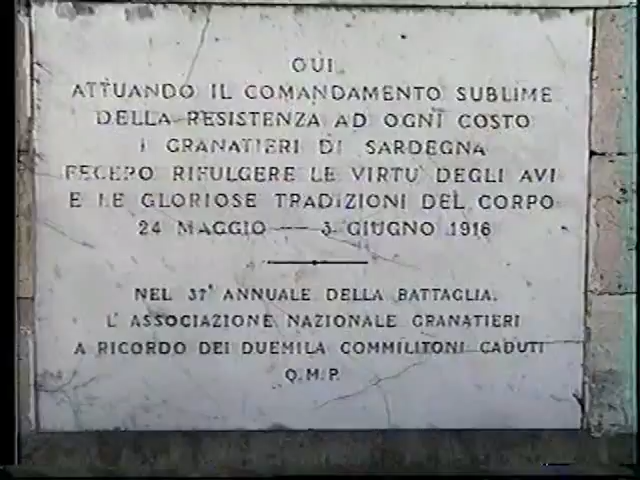 QUI
ATTUANDO IL COMANDAMENTO SUBLIME
DELLA RESISTENZA AD OGNI COSTO
I GRANATIERI DI SARDEGNA
FECERO RIFULGERE LE VIRTU' DEGLI AVI
E LE GLORIOSE TRADIZIONI DEL CORPO
24 MAGGIO — 3 GIUGNO 1916
NEL 37° ANNUALE DELLA BATTAGLIA.
L'ASSOCIAZIONE NAZIONALE GRANATIERI
A RICORDO DEI DUEMILA COMMILITONI CADUTI
Q.M.P.